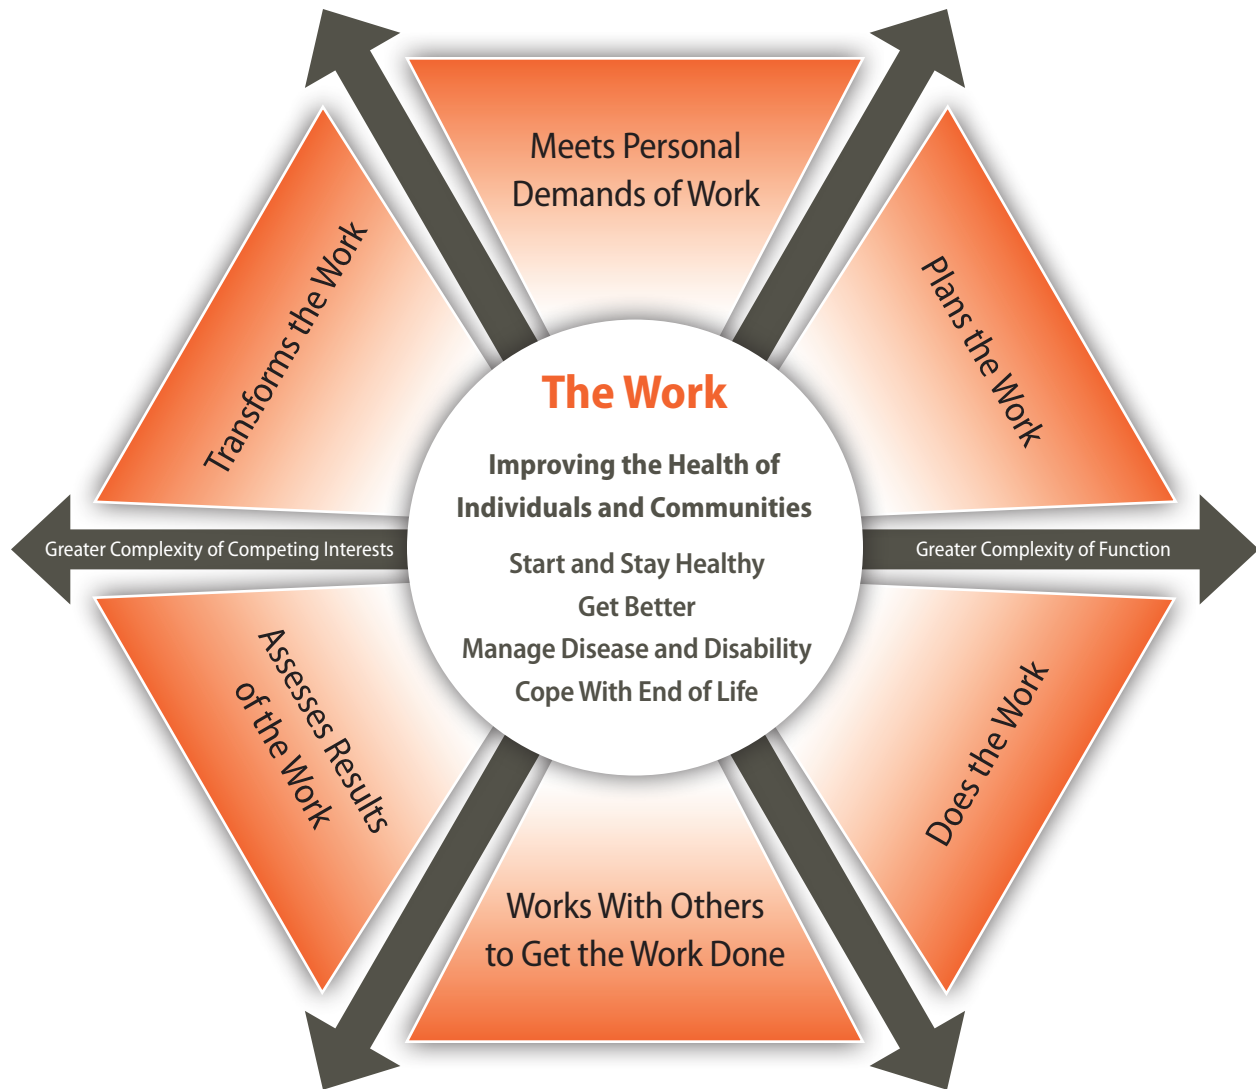 Meets Personal
Demands of Work
Plans the Work
Does the Work
Works With Others
to Get the Work Done
Assesses Results
of the Work
Transforms the Work
The Work
Improving the Health of
Individuals and Communities
Start and Stay Healthy
Get Better
Manage Disease and Disability
Cope With End of Life
Greater Complexity of Competing Interests
Greater Complexity of Function